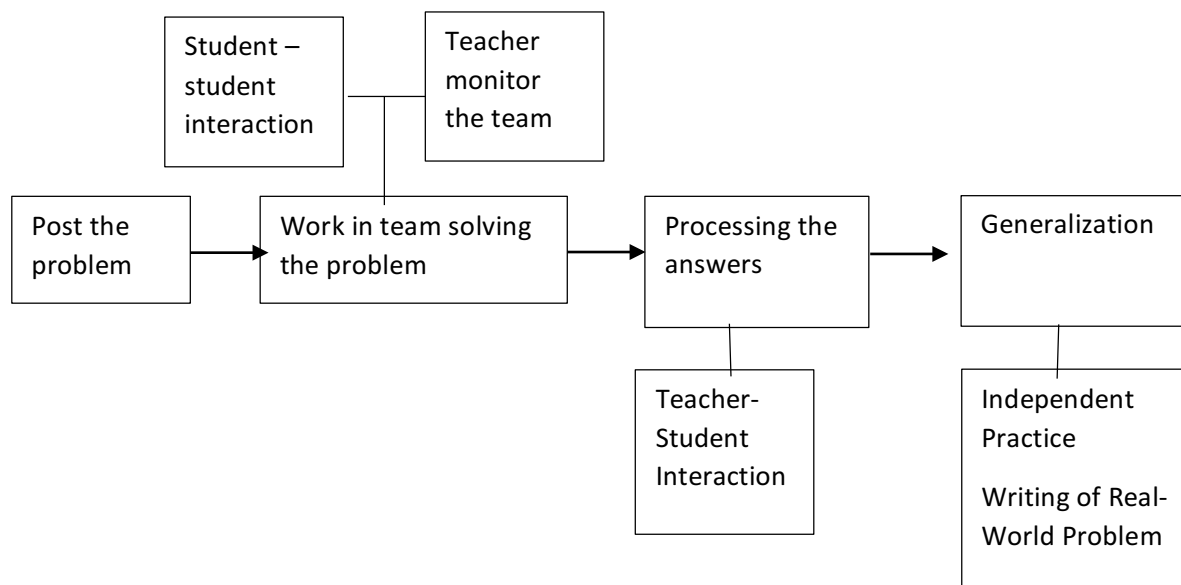 Student –
student
interaction
Teacher
monitor
the team
Post the
problem
Work in team solving
the problem
Processing the
answers
Generalization
Teacher-
Student
Interaction
Independent
Practice
Writing of Real-
World Problem